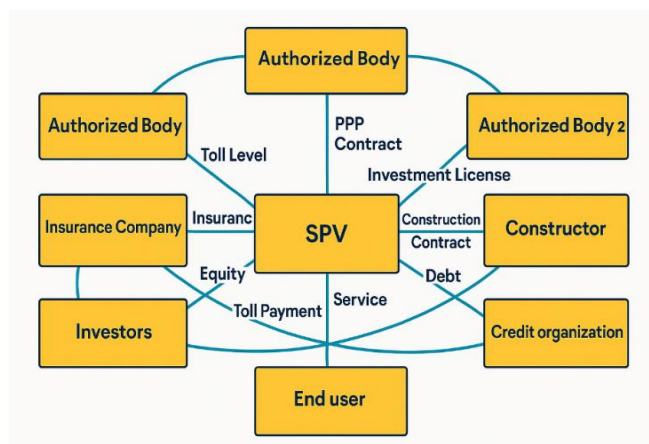 Authorized Body
Authorized Body
Authorized Body 2
PPP
Contract
Toll Level
Investment License
Insurance Company
Insuranc
SPV
Construction
Contract
Constructor
Equity
Debt
Toll Payment
Service
Investors
Credit organization
End user